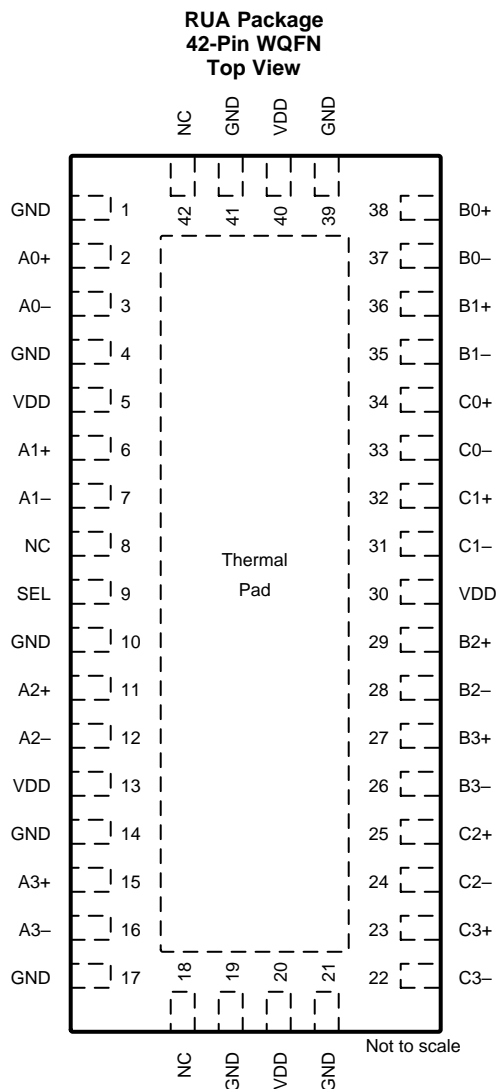 RUA Package
42-Pin WQFN
Top View
NC GND VDD GND
42 41 40 39
GND 1 38 B0+
A0+ 2 37 B0–
A0– 3 36 B1+
GND 4 35 B1–
VDD 5 34 C0+
A1+ 6 33 C0–
A1– 7 32 C1+
NC 8 31 C1–
Thermal
SEL 9 30 VDD
Pad
GND 10 29 B2+
A2+ 11 28 B2–
A2– 12 27 B3+
VDD 13 26 B3–
GND 14 25 C2+
A3+ 15 24 C2–
A3– 16 23 C3+
GND 17 22 C3–
18 19 20 21
NC GND VDD GND
Not to scale